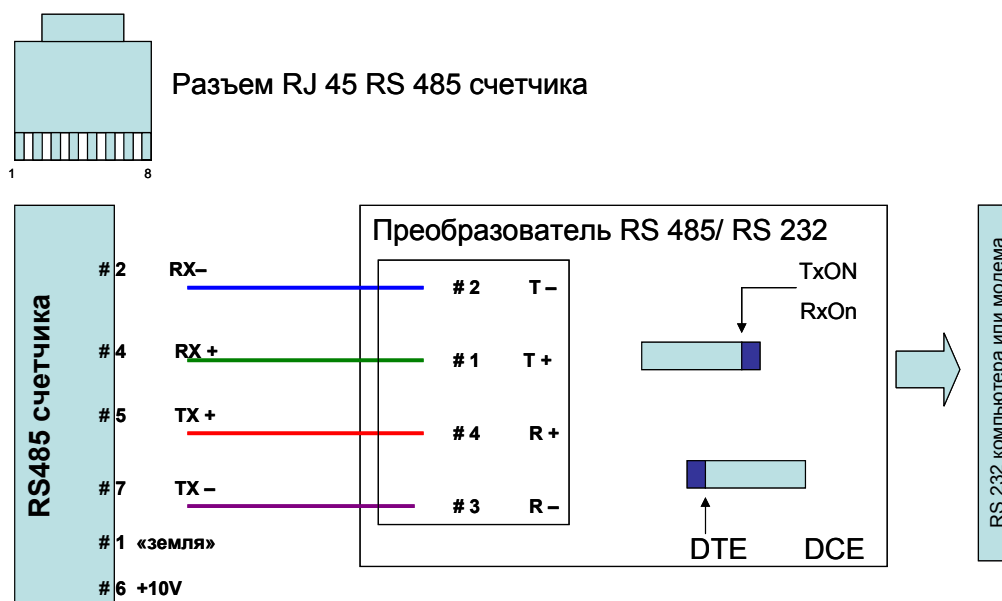 Разъем RJ 45 RS 485 счетчика
1 8
RS485 счетчика
# 2 RX–
# 4 RX +
# 5 TX +
# 7 TX –
# 1 «земля»
# 6 +10V
Преобразователь RS 485/ RS 232
# 2 T –
# 1 T +
# 4 R +
# 3 R –
TxON
RxOn
DTE DCE
RS 232 компьютера или модема